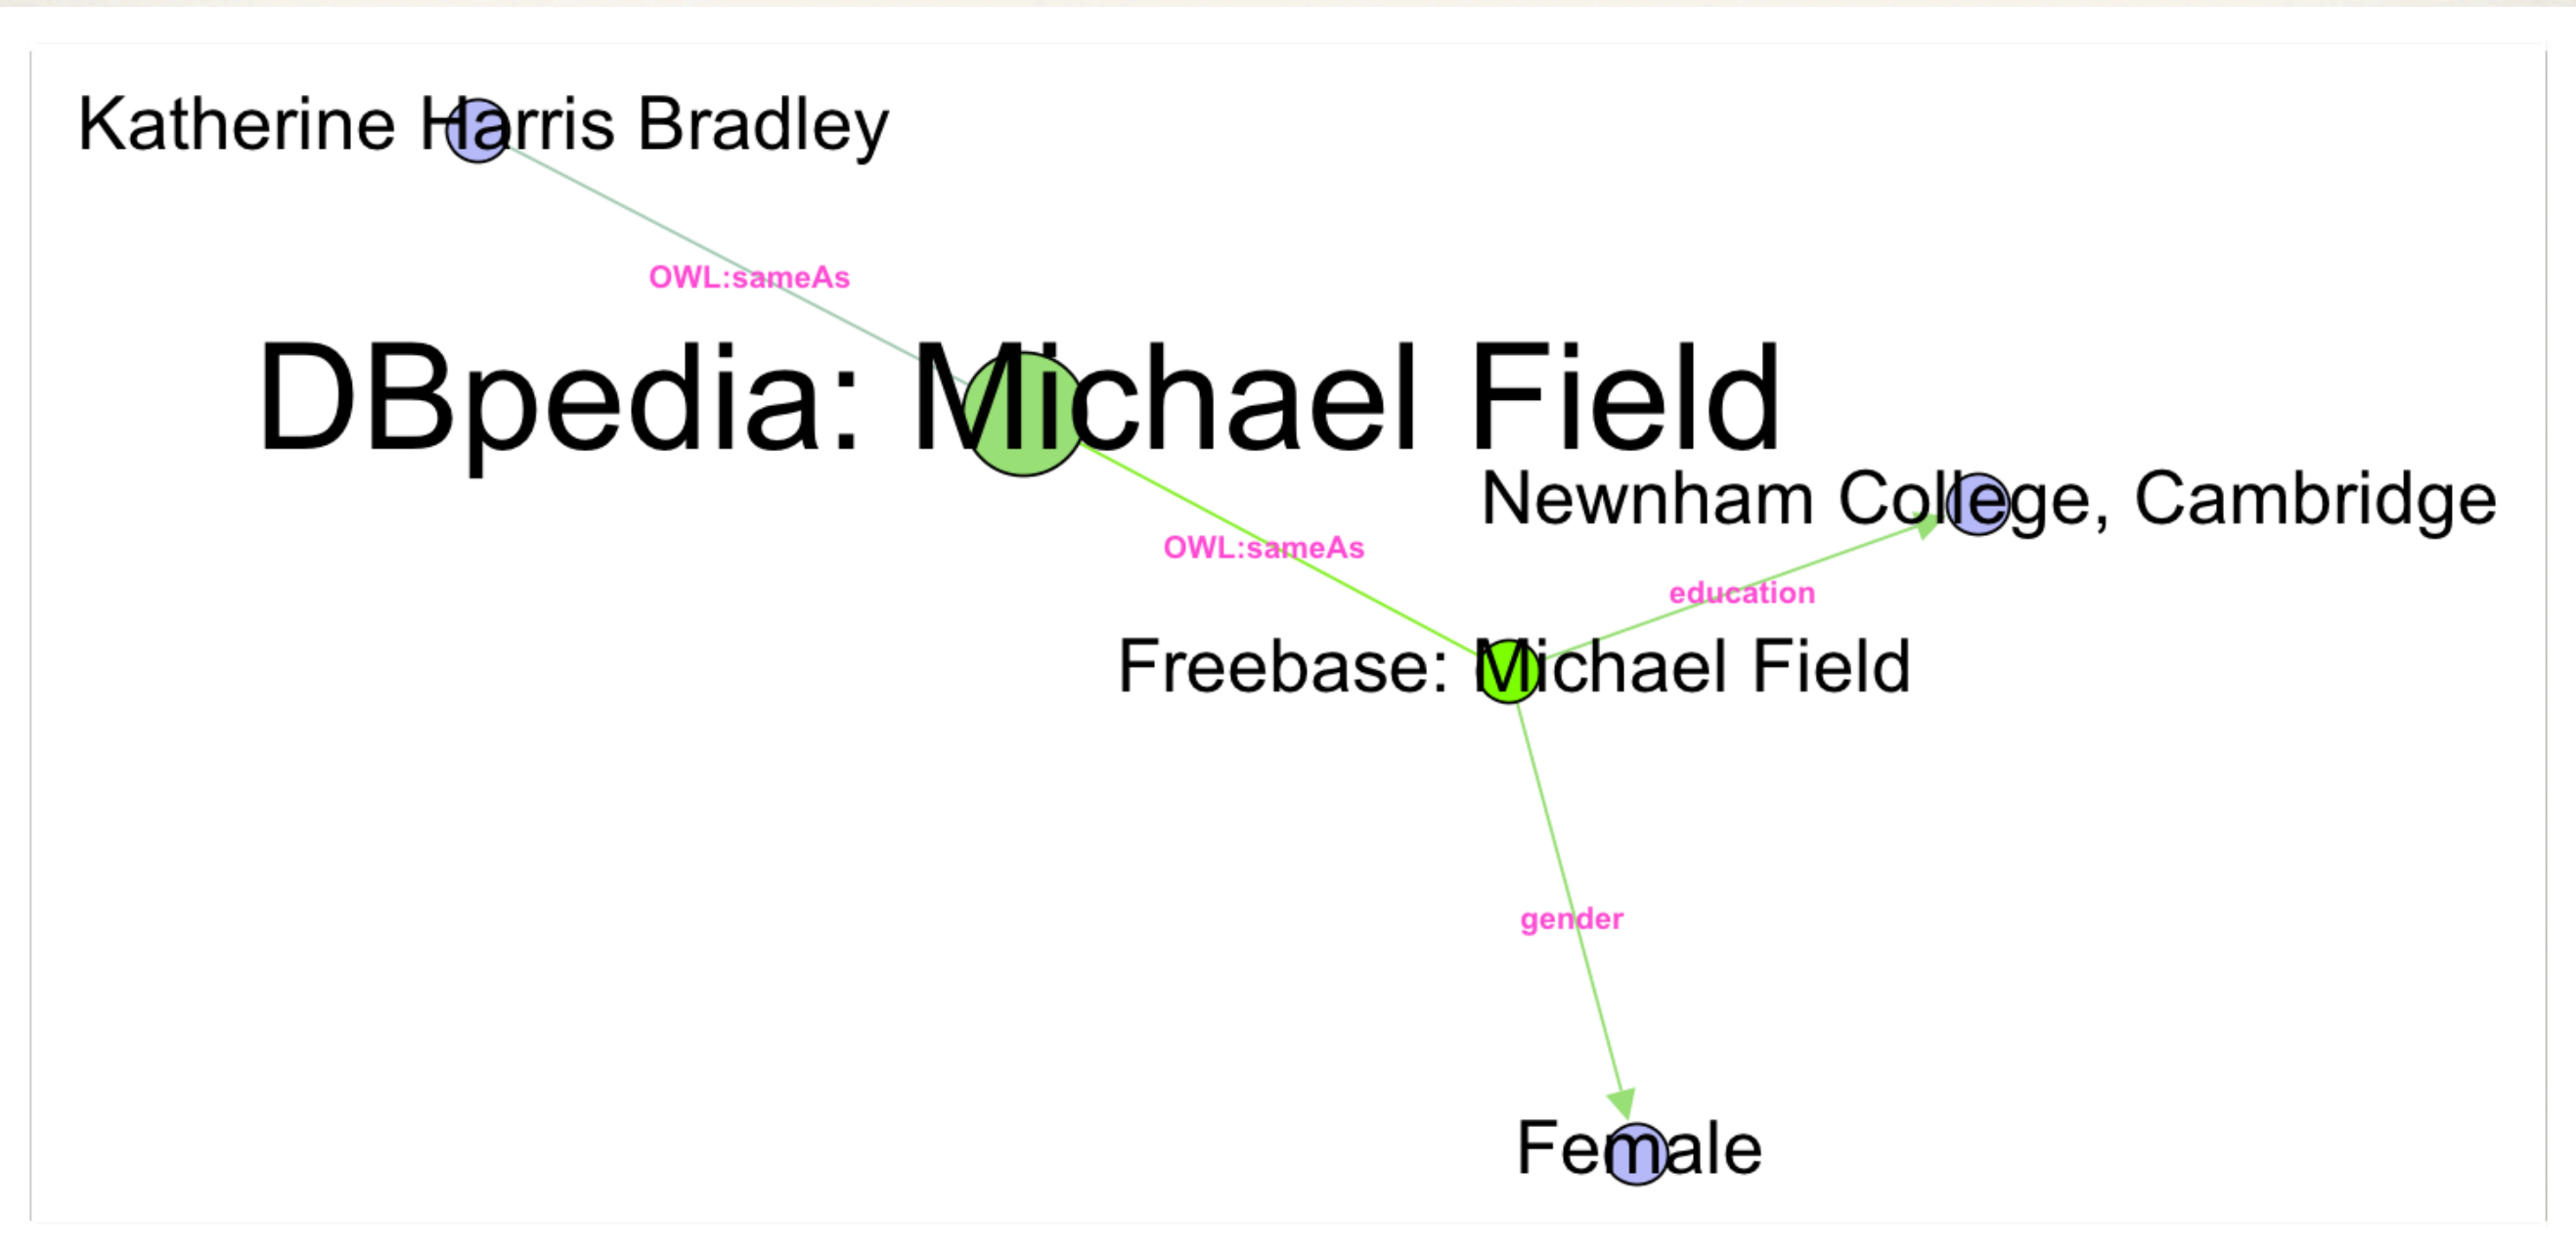 Katherine Harris Bradley
OWL:sameAs
DBpedia: Michael Field
Newnham College, Cambridge
OWL:sameAs
education
Freebase: Michael Field
gender
Female